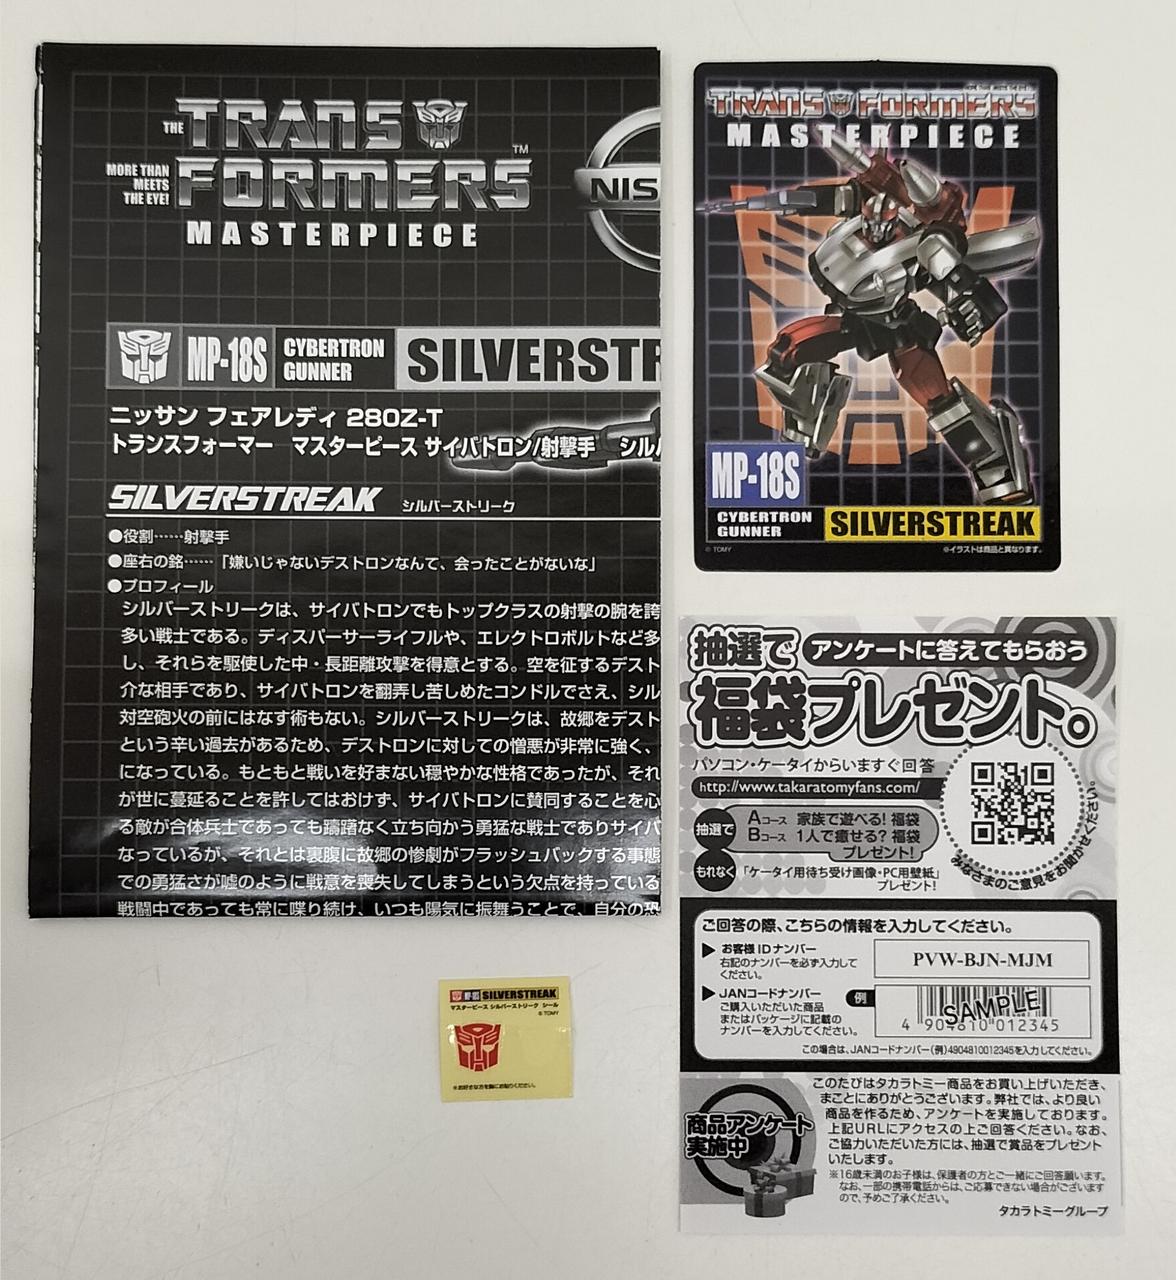 THE
TRANS
FORMERS
TM
MORE THAN
MEETS
THE EYE!
MASTERPIECE
NIS
MP-18S
CYBERTRON
GUNNER
SILVERSTR
ニッサン フェアレディ 280Z-T
トランスフォーマー マスターピース サイバトロン/射撃手 シル
SILVERSTREAK シルバーストリーク
●役割……射撃手
●座右の銘……「嫌いじゃないデストロンなんて、会ったことがないな」
●プロフィール
シルバーストリークは、サイバトロンでもトップクラスの射撃の腕を誇
多い戦士である。ディスパーサーライフルや、エレクトロボルトなど多
し、それらを駆使した中・長距離攻撃を得意とする。空を征するデスト
介な相手であり、サイバトロンを翻弄し苦しめたコンドルでさえ、シル
対空砲火の前にはなす術もない。シルバーストリークは、故郷をデスト
という辛い過去があるため、デストロンに対しての憎悪が非常に強く、
になっている。もともと戦いを好まない穏やかな性格であったが、それ
が世に蔓延ることを許してはおけず、サイバトロンに賛同することを心
る敵が合体兵士であっても躊躇なく立ち向かう勇猛な戦士でありサイバ
なっているが、それとは裏腹に故郷の惨劇がフラッシュバックする事態
での勇猛さが嘘のように戦意を喪失してしまうという欠点を持っている
戦闘中であっても常に喋り続け、いつも陽気に振舞うことで、自分の恐
TRANSFORMERS
MASTERPIECE
MP-18S
CYBERTRON
GUNNER
SILVERSTREAK
© TOMY
※イラストは商品と異なります。
MP-18S SILVERSTREAK
マスターピース シルバーストリーク シール
© TOMY
※お好きな方を胸にお貼りください。
抽選で アンケートに答えてもらおう
福袋プレゼント。
パソコン・ケータイからいますぐ回答
http://www.takaratomyfans.com/
抽選で
Aコース 家族で遊べる! 福袋
Bコース 1人で癒せる? 福袋
プレゼント!
もれなく
「ケータイ用待ち受け画像・PC用壁紙」
プレゼント!
みなさまのご意見をお聞かせください。
ご回答の際、こちらの情報を入力してください。
▶お客様IDナンバー
右記のナンバーを必ず入力して
ください。
PVW-BJN-MJM
▶JANコードナンバー
ご購入いただいた商品
またはパッケージに記載の
ナンバーを入力してください。
例
SAMPLE
4 904810 012345
この場合は、JANコードナンバー(例)4904810012345を入力してください。
商品アンケート
実施中
このたびはタカラトミー商品をお買い上げいただき、
まことにありがとうございます。弊社では、より良い
商品を作るため、アンケートを実施しております。
上記URLにアクセスの上ご回答ください。なお、
ご協力いただいた方には、抽選で賞品をプレゼント
いたします。
※16歳未満のお子様は、保護者の方とご一緒にご回答願います。
なお、一部の携帯電話からは、ご応募できない場合がございます
ので、予めご了承ください。
タカラトミーグループ